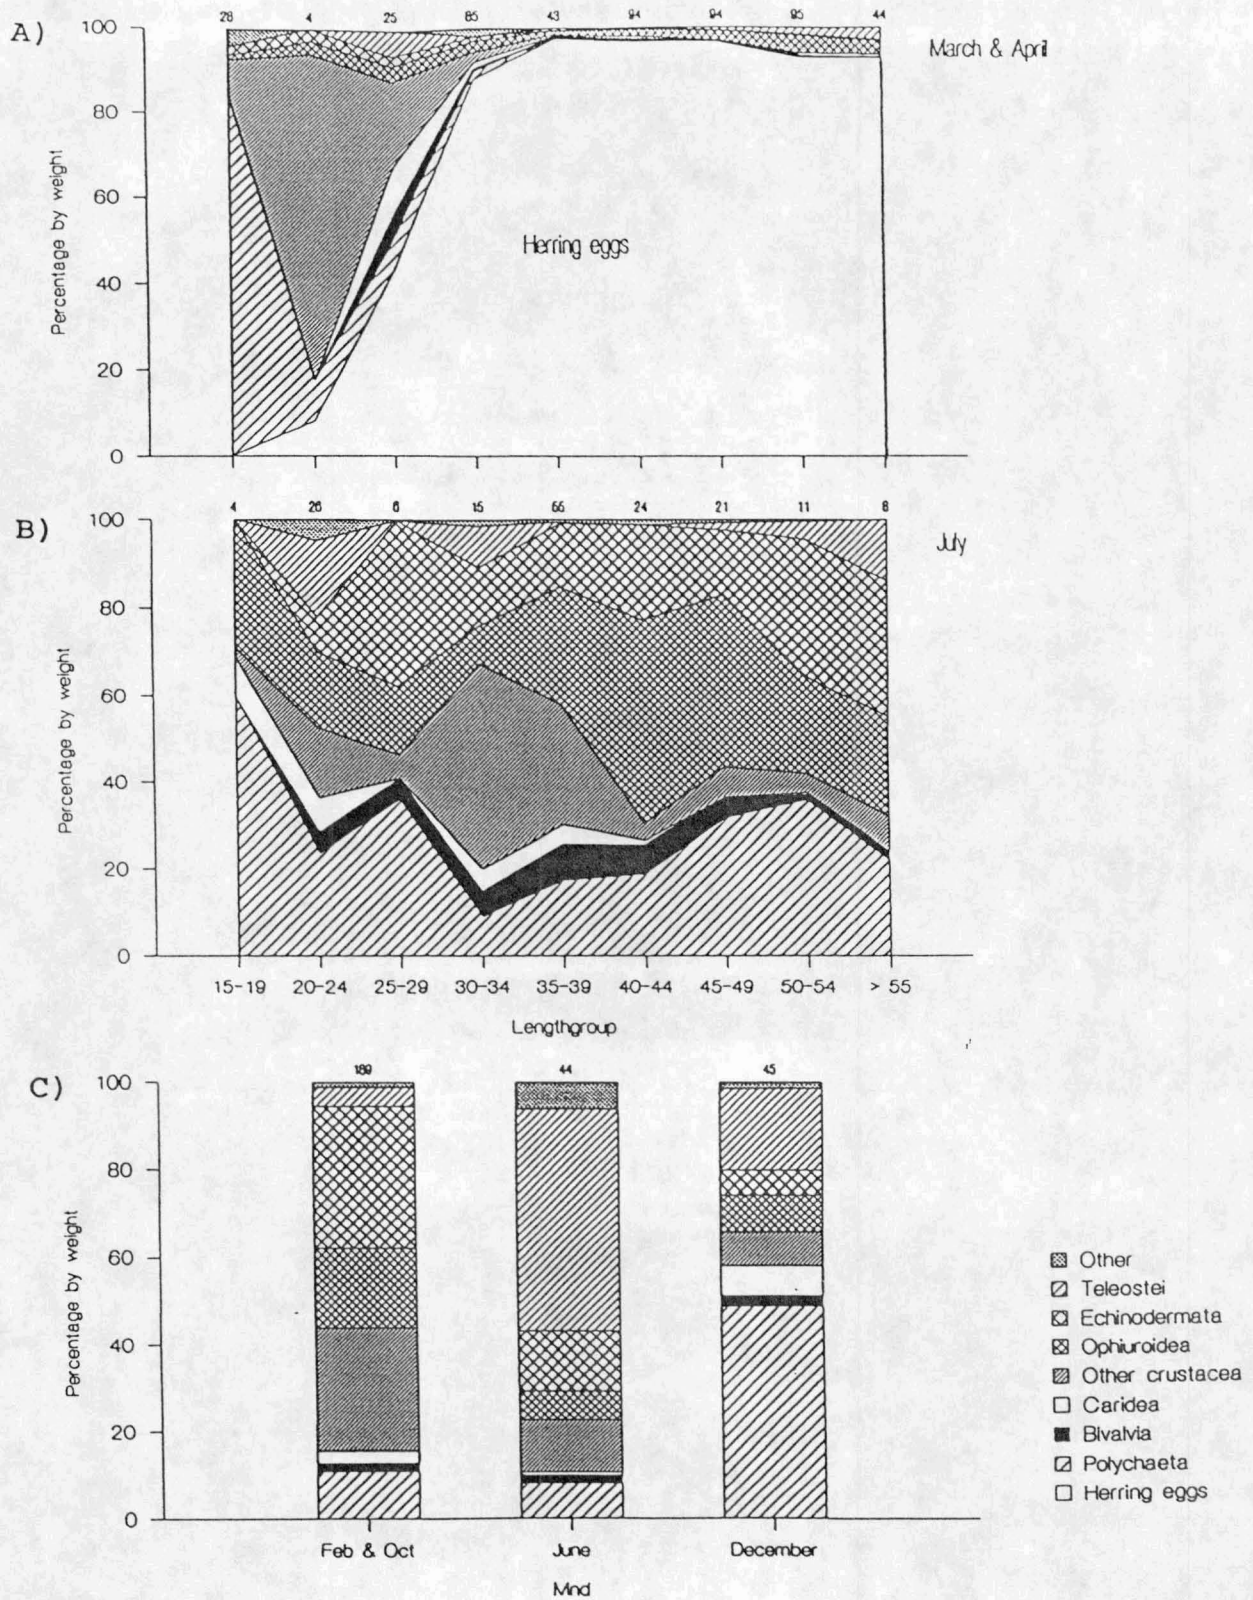 A)
28 4 25 85 43 94 94 95 44
March & April
100
80
60
40
20
0
Percentage by weight
Herring eggs
B)
4 26 6 15 66 24 21 11 8
July
100
80
60
40
20
0
Percentage by weight
15-19 20-24 25-29 30-34 35-39 40-44 45-49 50-54 > 55
Lengthgroup
C)
189 44 45
100
80
60
40
20
0
Percentage by weight
Feb & Oct June December
Mnd
Other
Teleostei
Echinodermata
Ophiuroidea
Other crustacea
Caridea
Bivalvia
Polychaeta
Herring eggs